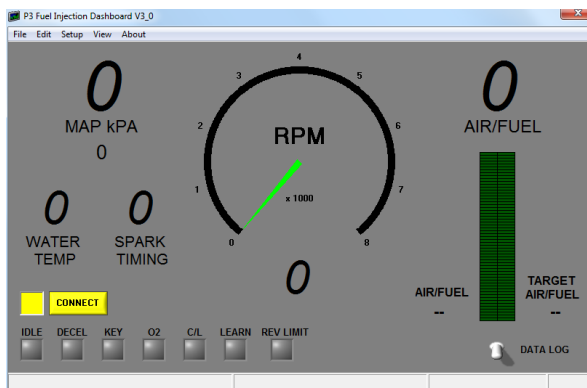 P3 Fuel Injection Dashboard V3_0
File Edit Setup View About
0
MAP kPA
0
0
WATER
TEMP
0
SPARK
TIMING
CONNECT
IDLE DECEL KEY O2 C/L LEARN REV LIMIT
0
1
2
3
4
5
6
7
8
RPM
x 1000
0
0
AIR/FUEL
AIR/FUEL
--
TARGET
AIR/FUEL
--
DATA LOG